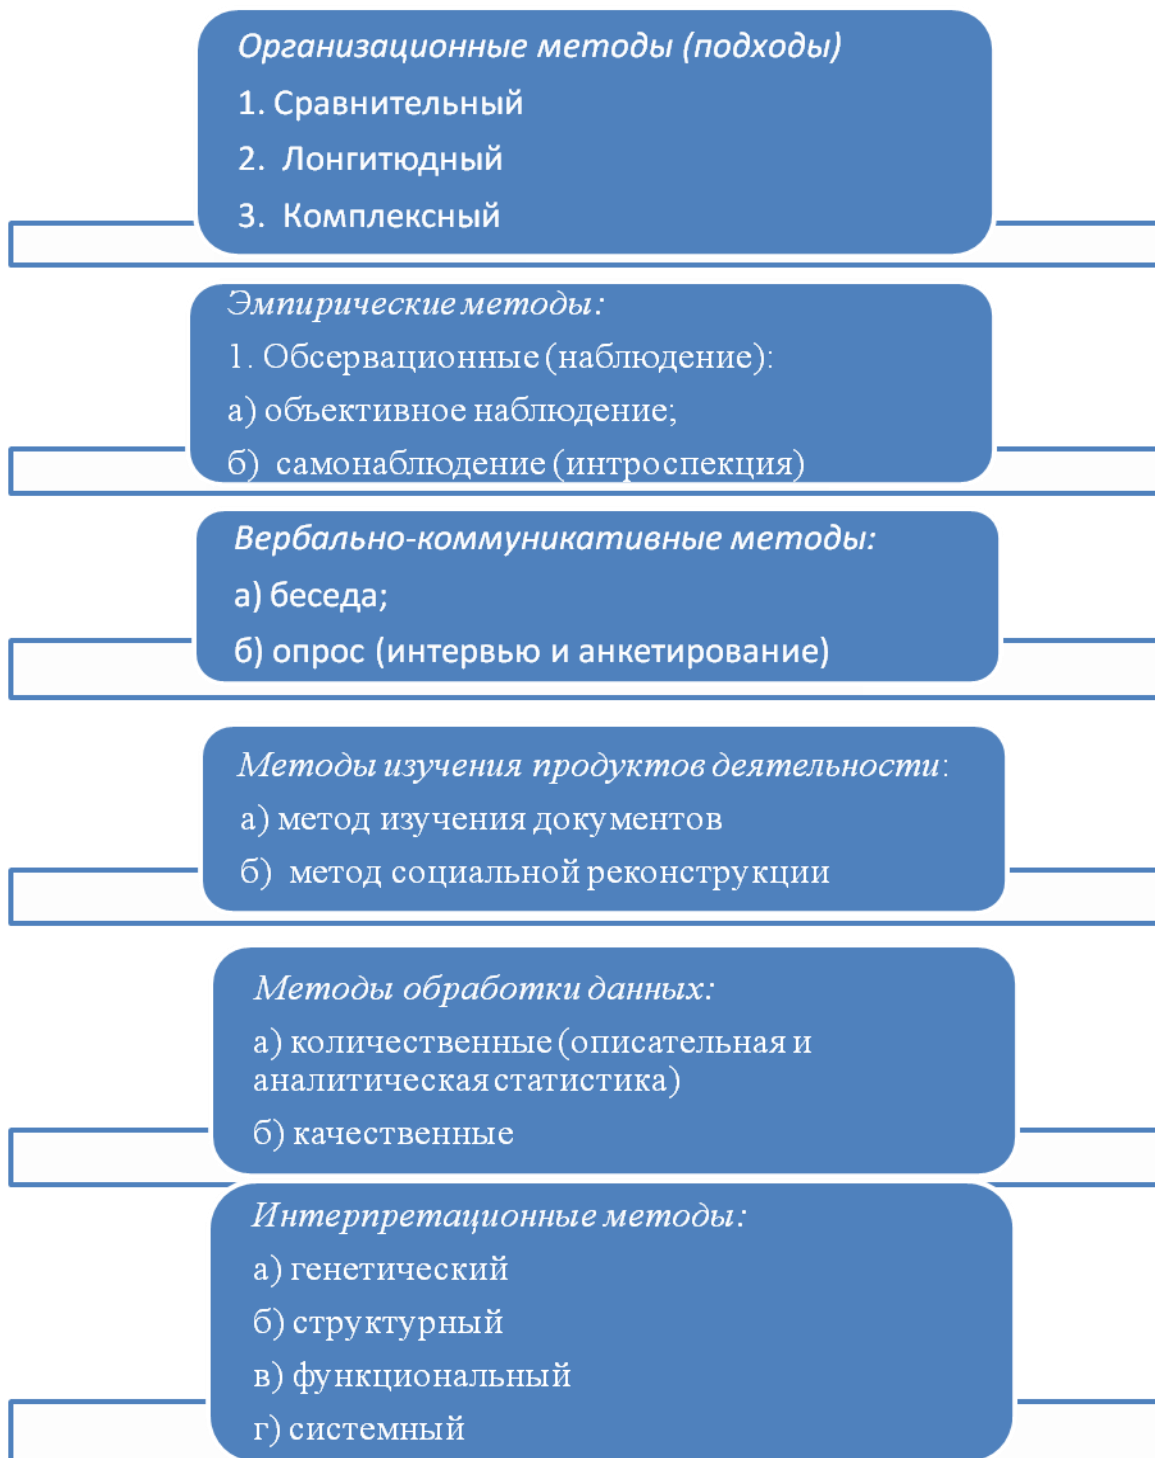 Организационные методы (подходы)
1. Сравнительный
2. Лонгитюдный
3. Комплексный
Эмпирические методы:
1. Обсервационные (наблюдение):
а) объективное наблюдение;
б) самонаблюдение (интроспекция)
Вербально-коммуникативные методы:
а) беседа;
б) опрос (интервью и анкетирование)
Методы изучения продуктов деятельности:
а) метод изучения документов
б) метод социальной реконструкции
Методы обработки данных:
а) количественные (описательная и
аналитическая статистика)
б) качественные
Интерпретационные методы:
а) генетический
б) структурный
в) функциональный
г) системный